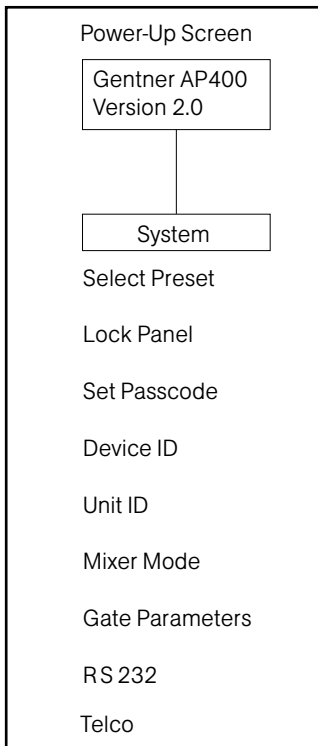 Power-Up Screen
Gentner AP400
Version 2.0
System
Select Preset
Lock Panel
Set Passcode
Device ID
Unit ID
Mixer Mode
Gate Parameters
RS 232
Telco